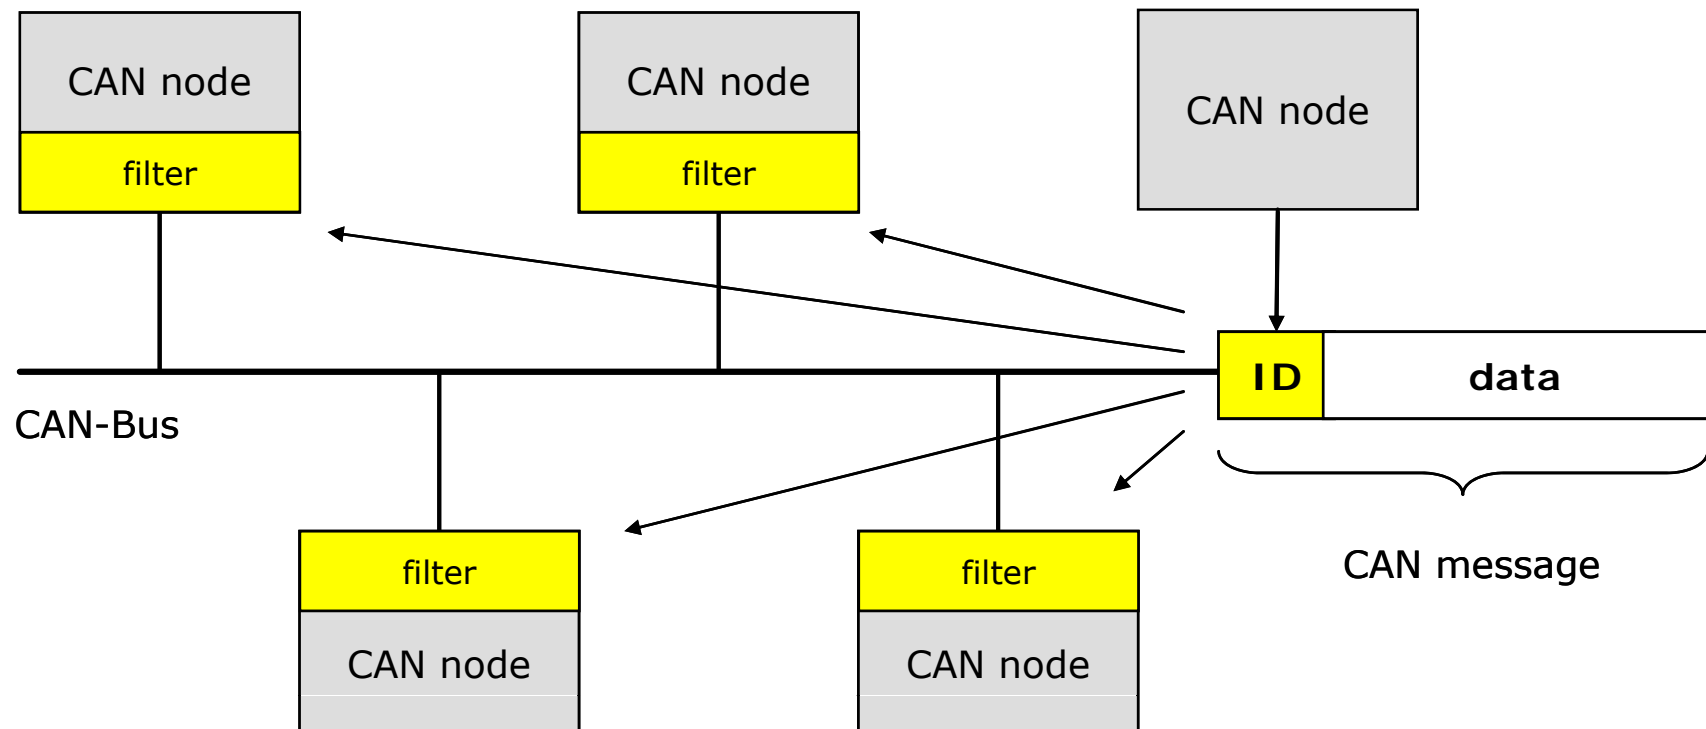 CAN node
CAN node
CAN node
filter
filter
ID
data
CAN-Bus
filter
filter
CAN message
CAN node
CAN node